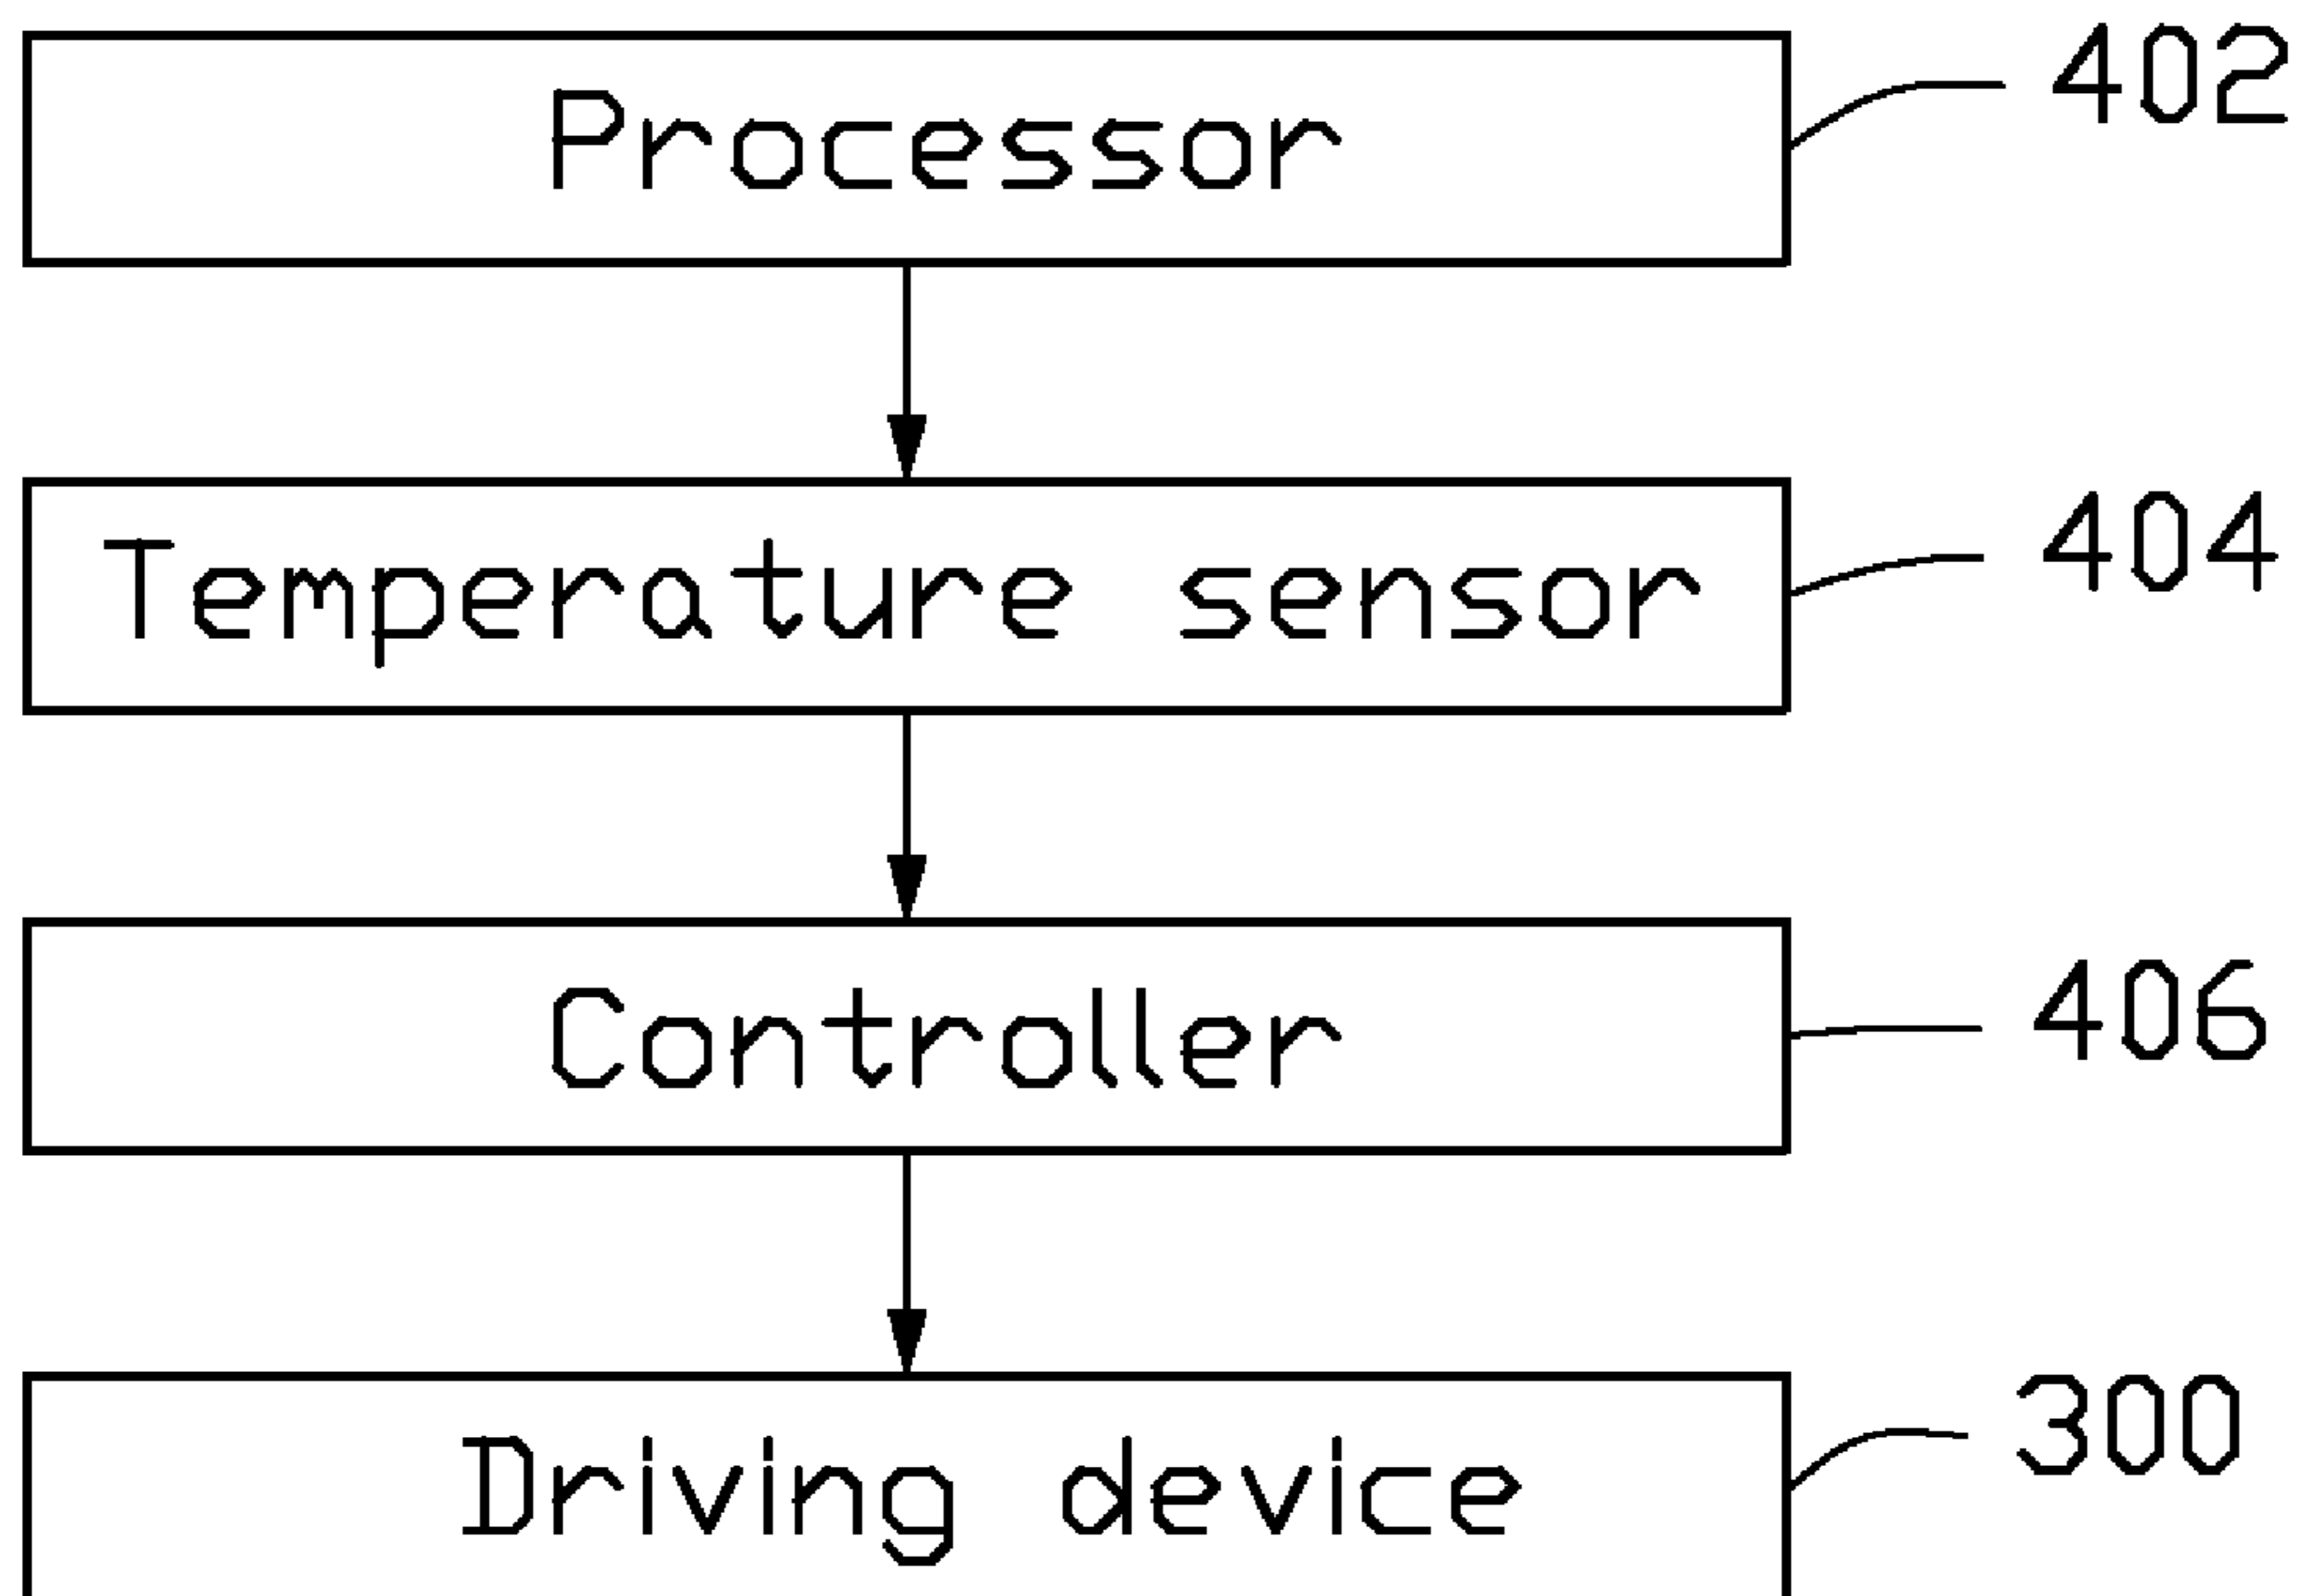 Processor 402
Temperature sensor 404
Controller 406
Driving device 300